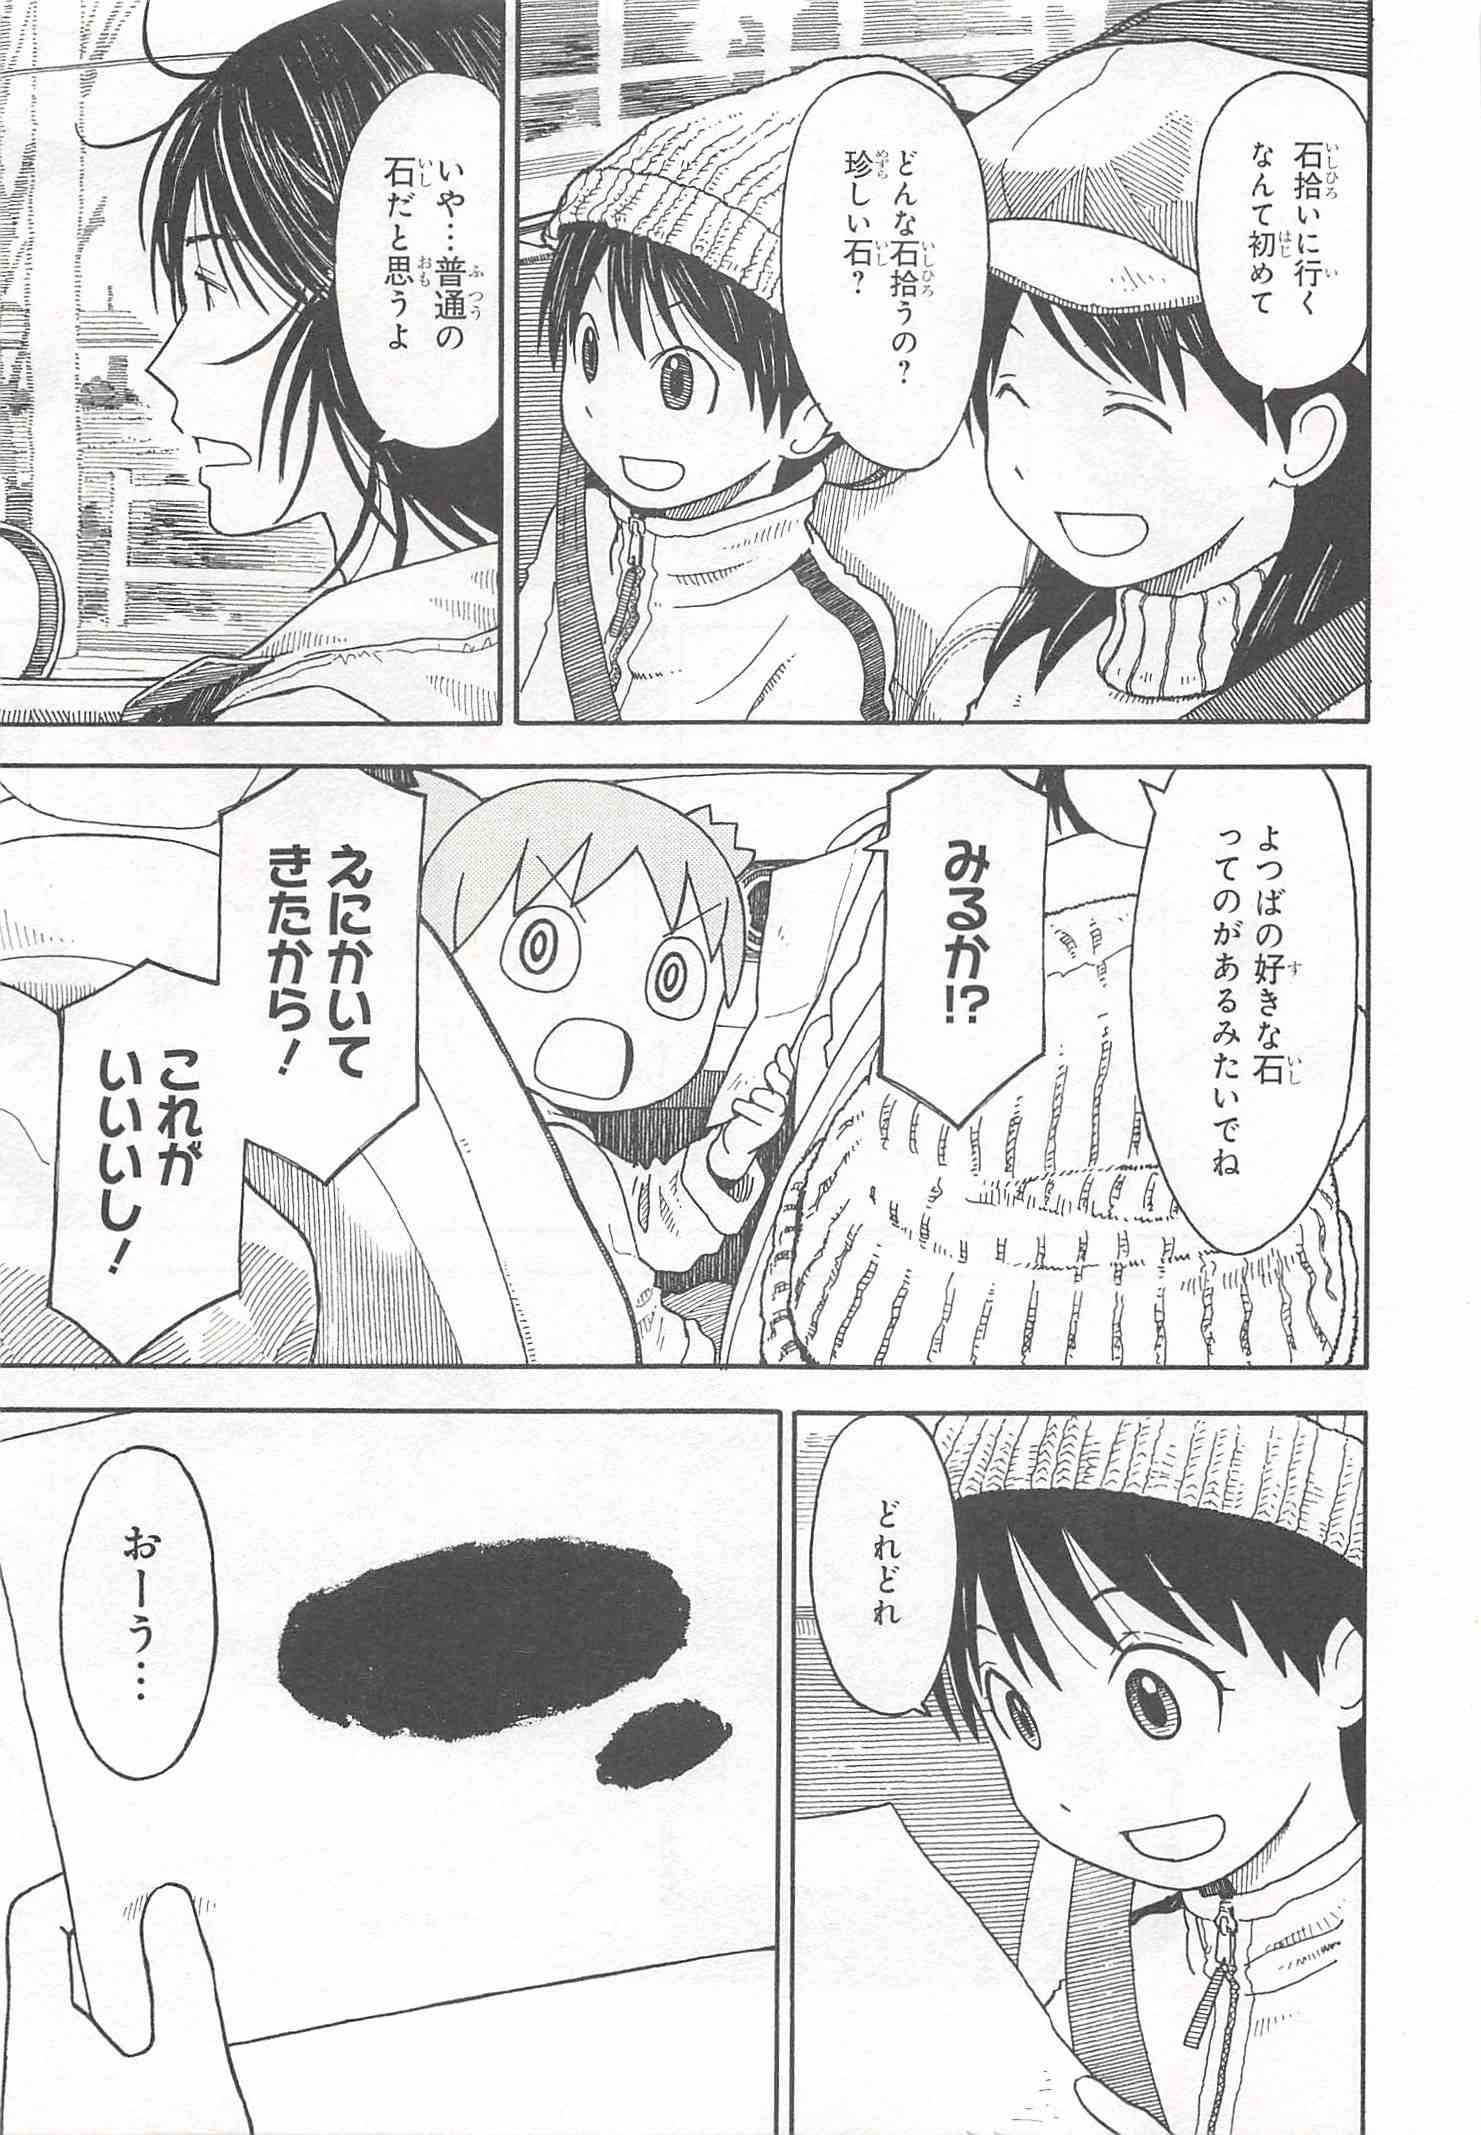 石拾いに行く
なんて初めて
どんな石拾うの?
珍しい石?
いや…普通の
石だと思うよ
よつばの好きな石
ってのがあるみたいでね
みるか!?
えにかいて
きたから!
これが
いいいし!
どれどれ
おーう…